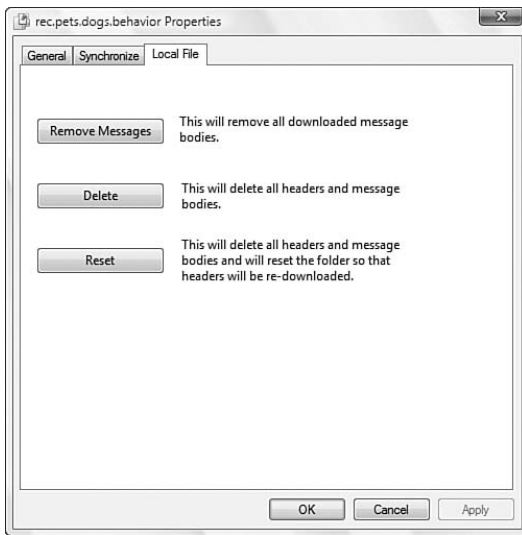 rec.pets.dogs.behavior Properties
General
Synchronize
Local File
Remove Messages
This will remove all downloaded message
bodies.
Delete
This will delete all headers and message
bodies.
Reset
This will delete all headers and message
bodies and will reset the folder so that
headers will be re-downloaded.
OK
Cancel
Apply